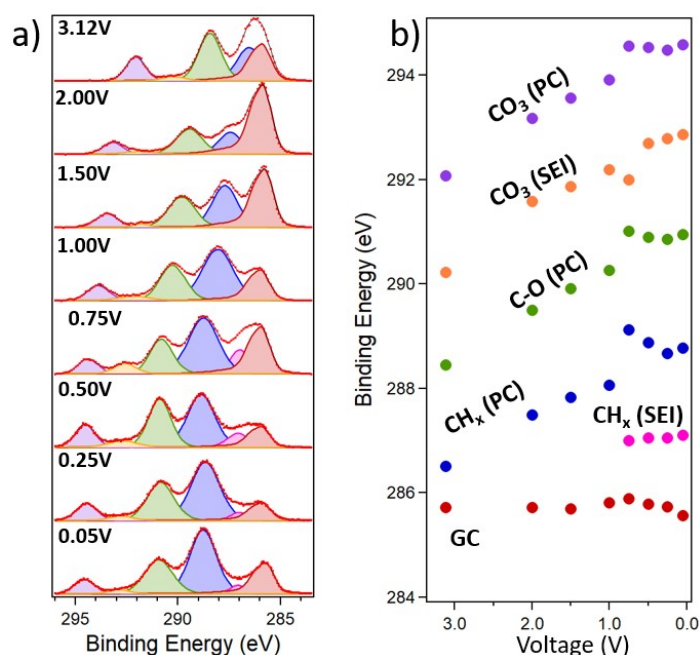 a)
3.12V
2.00V
1.50V
1.00V
0.75V
0.50V
0.25V
0.05V
295 290 285
Binding Energy (eV)
b)
Binding Energy (eV)
294
292
290
288
286
284
CO₃ (PC)
CO₃ (SEI)
C-O (PC)
CHₓ (PC)
CHₓ (SEI)
GC
3.0 2.0 1.0 0.0
Voltage (V)